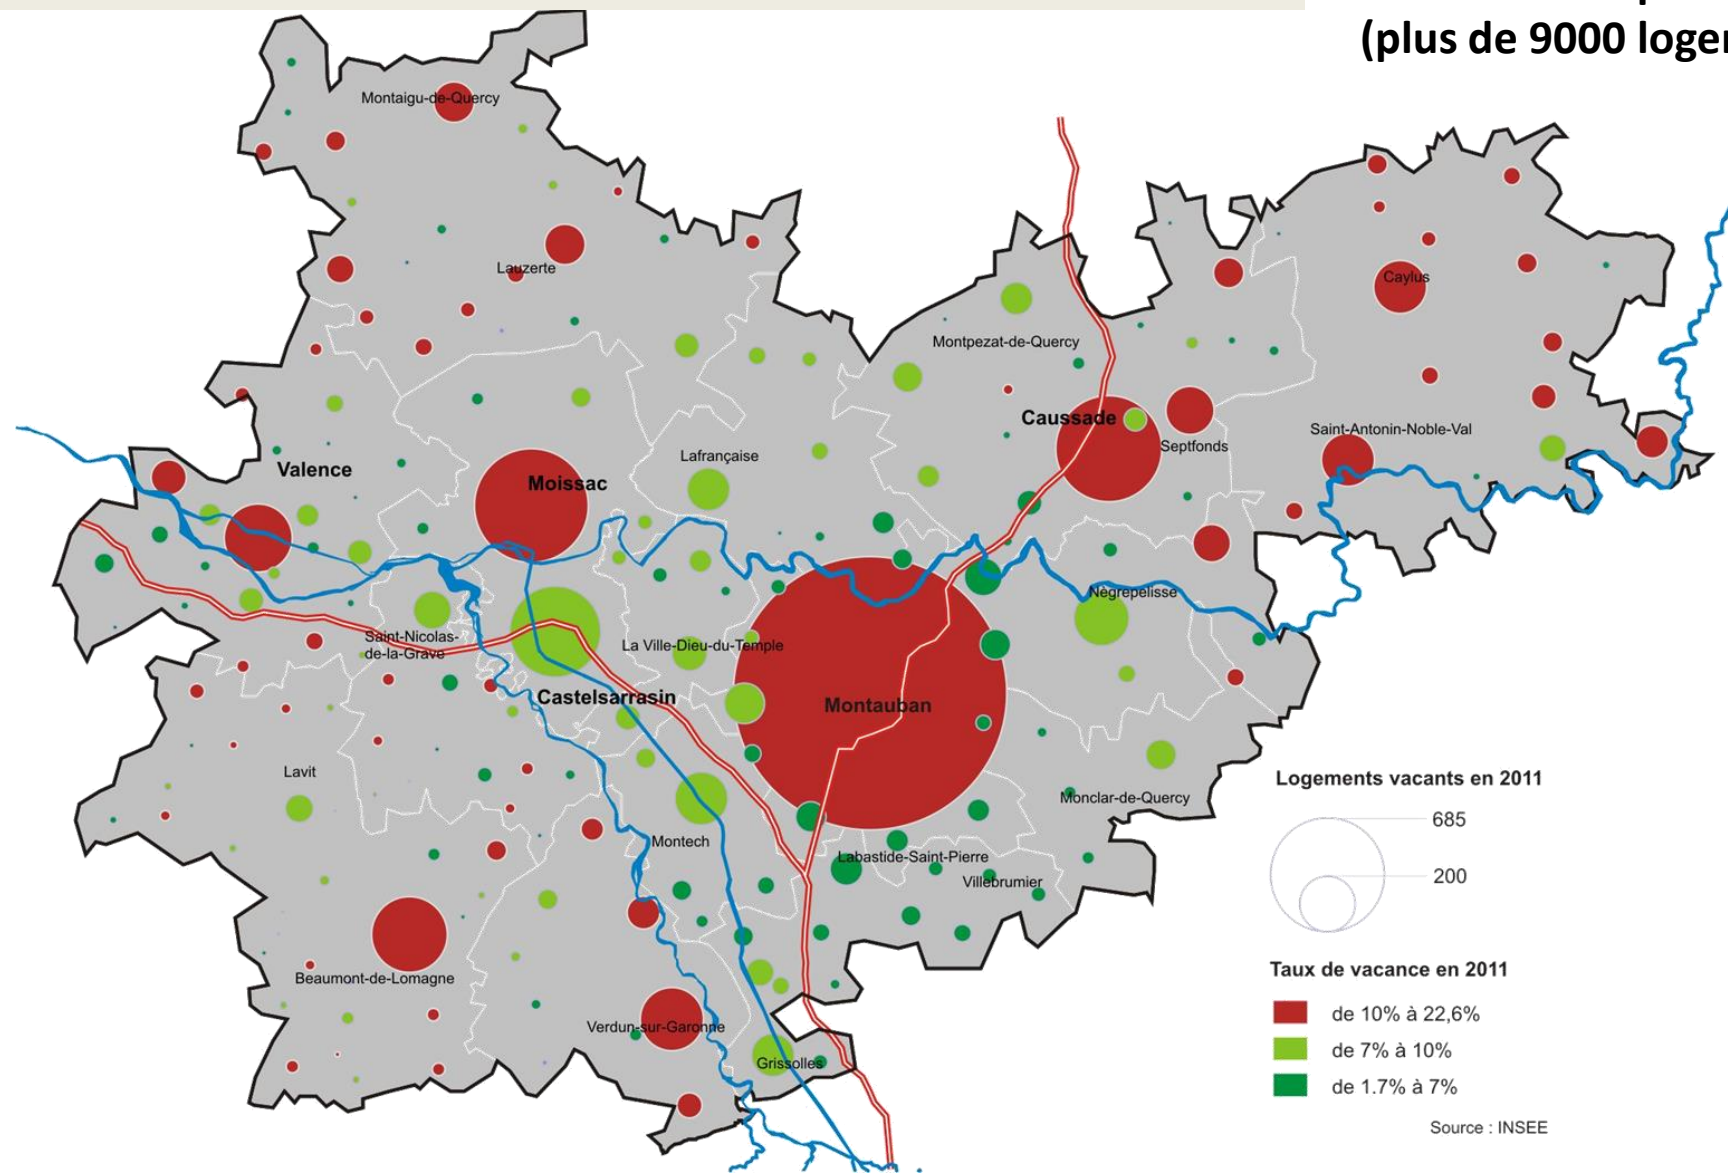 (plus de 9000 loge
Montaigu-de-Quercy
Lauzerte
Caylus
Montpezat-de-Quercy
Caussade
Septfonds
Saint-Antonin-Noble-Val
Valence
Moissac
Lafrançaise
Nègrepelisse
Saint-Nicolas-
de-la-Grave
La Ville-Dieu-du-Temple
Castelsarrasin
Montauban
Lavit
Monclar-de-Quercy
Montech
Labastide-Saint-Pierre
Villebrumier
Beaumont-de-Lomagne
Verdun-sur-Garonne
Grissolles
Logements vacants en 2011
685
200
Taux de vacance en 2011
de 10% à 22,6%
de 7% à 10%
de 1.7% à 7%
Source : INSEE